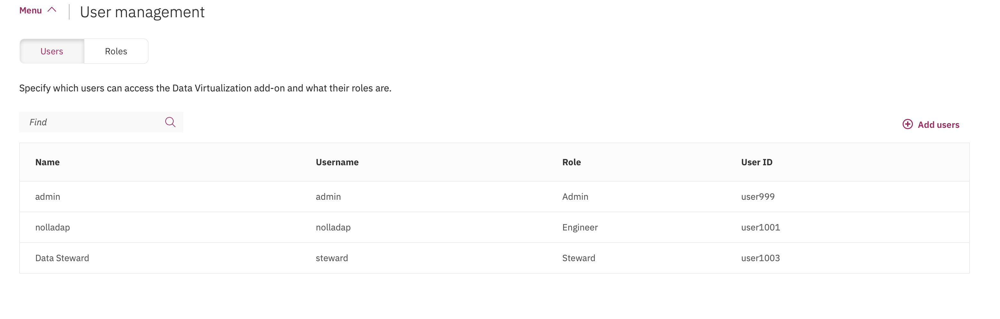 Menu User management
Users Roles
Specify which users can access the Data Virtualization add-on and what their roles are.
Find Add users
Name Username Role User ID
admin admin Admin user999
nolladap nolladap Engineer user1001
Data Steward steward Steward user1003